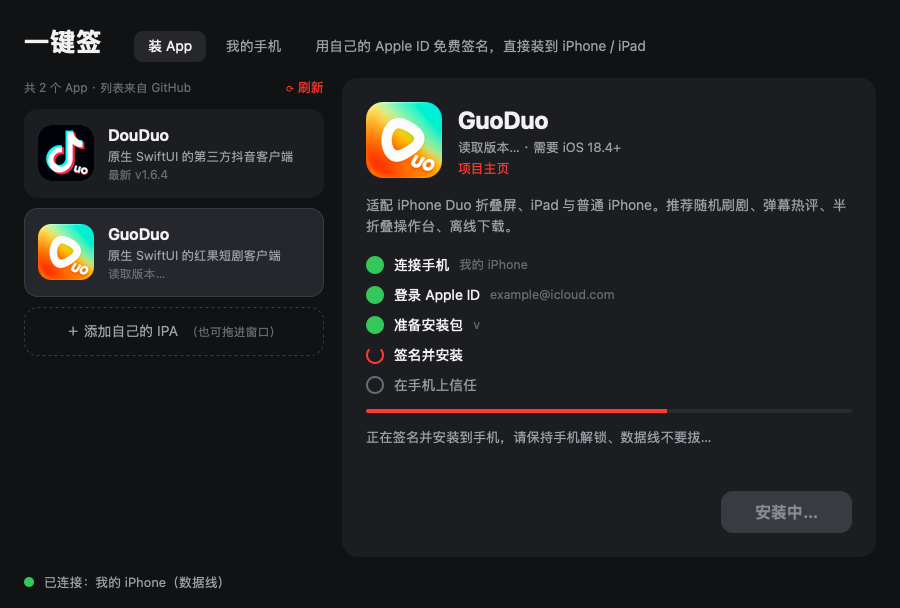 一键签
装 App
我的手机
用自己的 Apple ID 免费签名，直接装到 iPhone / iPad
共 2 个 App · 列表来自 GitHub
刷新
DouDuo
原生 SwiftUI 的第三方抖音客户端
最新 v1.6.4
uo
GuoDuo
原生 SwiftUI 的红果短剧客户端
读取版本...
uo
+ 添加自己的 IPA （也可拖进窗口）
uo
GuoDuo
读取版本... · 需要 iOS 18.4+
项目主页
适配 iPhone Duo 折叠屏、iPad 与普通 iPhone。推荐随机刷剧、弹幕热评、半
折叠操作台、离线下载。
连接手机 我的 iPhone
登录 Apple ID example@icloud.com
准备安装包 v
签名并安装
在手机上信任
正在签名并安装到手机，请保持手机解锁、数据线不要拔...
安装中...
已连接：我的 iPhone（数据线）